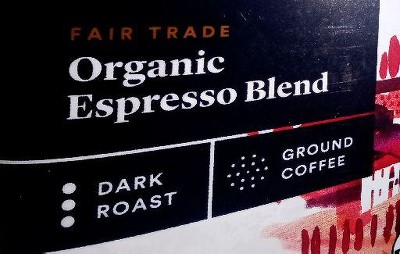 FAIR TRADE
Organic
Espresso Blend
DARK
ROAST
GROUND
COFFEE